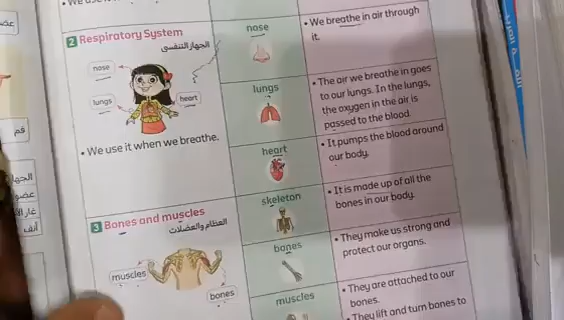 2 Respiratory System
الجهاز التنفسي
nose
lungs
heart
• We use it when we breathe.
nose
• We breathe in air through
it.
lungs
• The air we breathe in goes
to our lungs. In the lungs,
the oxygen in the air is
passed to the blood.
heart
• It pumps the blood around
our body.
3 Bones and muscles
العظام والعضلات
muscles
bones
skeleton
• It is made up of all the
bones in our body.
bones
• They make us strong and
protect our organs.
muscles
• They are attached to our
bones.
• They lift and turn bones to